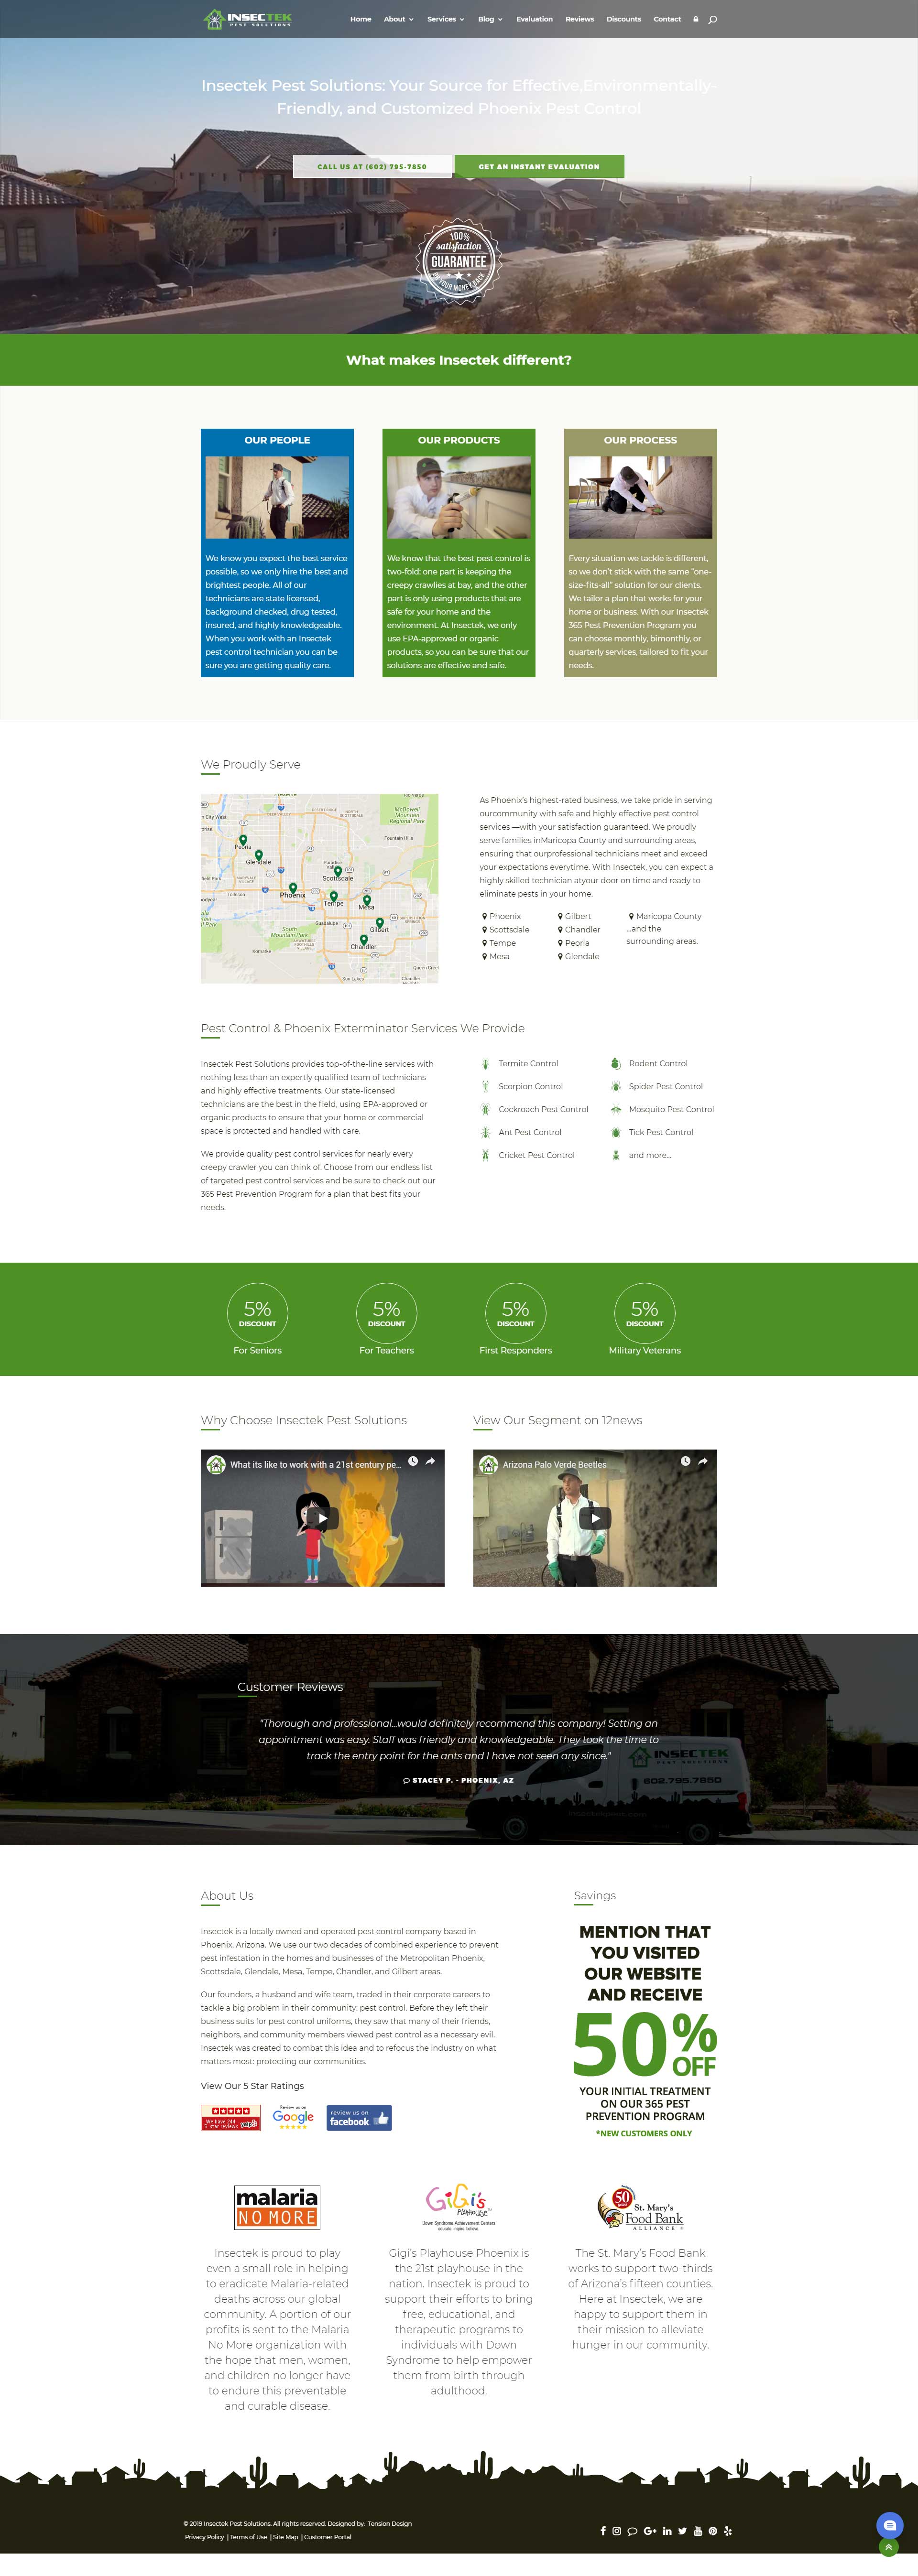 INSECTEK
PEST SOLUTIONS
Home About Services Blog Evaluation Reviews Discounts Contact
Insectek Pest Solutions: Your Source for Effective,Environmentally-
Friendly, and Customized Phoenix Pest Control
CALL US AT (602) 795-7850
GET AN INSTANT EVALUATION
100%
satisfaction
GUARANTEE
OR YOUR MONEY BACK
What makes Insectek different?
OUR PEOPLE
We know you expect the best service
possible, so we only hire the best and
brightest people. All of our
technicians are state licensed,
background checked, drug tested,
insured, and highly knowledgeable.
When you work with an Insectek
pest control technician you can be
sure you are getting quality care.
OUR PRODUCTS
We know that the best pest control is
two-fold: one part is keeping the
creepy crawlies at bay, and the other
part is only using products that are
safe for your home and the
environment. At Insectek, we only
use EPA-approved or organic
products, so you can be sure that our
solutions are effective and safe.
OUR PROCESS
Every situation we tackle is different,
so we don't stick with the same "one-
size-fits-all" solution for our clients.
We tailor a plan that works for your
home or business. With our Insectek
365 Pest Prevention Program you
can choose monthly, bimonthly, or
quarterly services, tailored to fit your
needs.
We Proudly Serve
McDowell
Mountain
Regional Park
Fountain Hills
Peoria
Glendale
Paradise
Valley
Scottsdale
Phoenix
Tempe
Mesa
Gilbert
Chandler
Guadalupe
South
Mountain
Park
Tolleson
Komatke
Sun Lakes
Queen Creek
As Phoenix's highest-rated business, we take pride in serving
ourcommunity with safe and highly effective pest control
services —with your satisfaction guaranteed. We proudly
serve families inMaricopa County and surrounding areas,
ensuring that ourprofessional technicians meet and exceed
your expectations everytime. With Insectek, you can expect a
highly skilled technician atyour door on time and ready to
eliminate pests in your home.
Phoenix
Scottsdale
Tempe
Mesa
Gilbert
Chandler
Peoria
Glendale
Maricopa County
...and the
surrounding areas.
Pest Control & Phoenix Exterminator Services We Provide
Insectek Pest Solutions provides top-of-the-line services with
nothing less than an expertly qualified team of technicians
and highly effective treatments. Our state-licensed
technicians are the best in the field, using EPA-approved or
organic products to ensure that your home or commercial
space is protected and handled with care.
We provide quality pest control services for nearly every
creepy crawler you can think of. Choose from our endless list
of targeted pest control services and be sure to check out our
365 Pest Prevention Program for a plan that best fits your
needs.
Termite Control
Scorpion Control
Cockroach Pest Control
Ant Pest Control
Cricket Pest Control
Rodent Control
Spider Pest Control
Mosquito Pest Control
Tick Pest Control
and more...
5%
DISCOUNT
For Seniors
5%
DISCOUNT
For Teachers
5%
DISCOUNT
First Responders
5%
DISCOUNT
Military Veterans
Why Choose Insectek Pest Solutions
What its like to work with a 21st century pe...
View Our Segment on 12news
Arizona Palo Verde Beetles
Customer Reviews
"Thorough and professional...would definitely recommend this company! Setting an
appointment was easy. Staff was friendly and knowledgeable. They took the time to
track the entry point for the ants and I have not seen any since."
STACEY P. - PHOENIX, AZ
INSECTEK
PEST SOLUTIONS
602.795.7850
About Us
Insectek is a locally owned and operated pest control company based in
Phoenix, Arizona. We use our two decades of combined experience to prevent
pest infestation in the homes and businesses of the Metropolitan Phoenix,
Scottsdale, Glendale, Mesa, Tempe, Chandler, and Gilbert areas.
Our founders, a husband and wife team, traded in their corporate careers to
tackle a big problem in their community: pest control. Before they left their
business suits for pest control uniforms, they saw that many of their friends,
neighbors, and community members viewed pest control as a necessary evil.
Insectek was created to combat this idea and to refocus the industry on what
matters most: protecting our communities.
View Our 5 Star Ratings
We have 244
5-star reviews yelp
Review us on
Google
review us on
facebook
Savings
MENTION THAT
YOU VISITED
OUR WEBSITE
AND RECEIVE
50% OFF
YOUR INITIAL TREATMENT
ON OUR 365 PEST
PREVENTION PROGRAM
*NEW CUSTOMERS ONLY
malaria
NO MORE
Insectek is proud to play
even a small role in helping
to eradicate Malaria-related
deaths across our global
community. A portion of our
profits is sent to the Malaria
No More organization with
the hope that men, women,
and children no longer have
to endure this preventable
and curable disease.
GiGi's
Playhouse
Down Syndrome Achievement Centers
educate. inspire. believe.
Gigi's Playhouse Phoenix is
the 21st playhouse in the
nation. Insectek is proud to
support their efforts to bring
free, educational, and
therapeutic programs to
individuals with Down
Syndrome to help empower
them from birth through
adulthood.
50
St. Mary's
Food Bank
ALLIANCE
The St. Mary's Food Bank
works to support two-thirds
of Arizona's fifteen counties.
Here at Insectek, we are
happy to support them in
their mission to alleviate
hunger in our community.
© 2019 Insectek Pest Solutions. All rights reserved. Designed by: Tension Design
Privacy Policy | Terms of Use | Site Map | Customer Portal